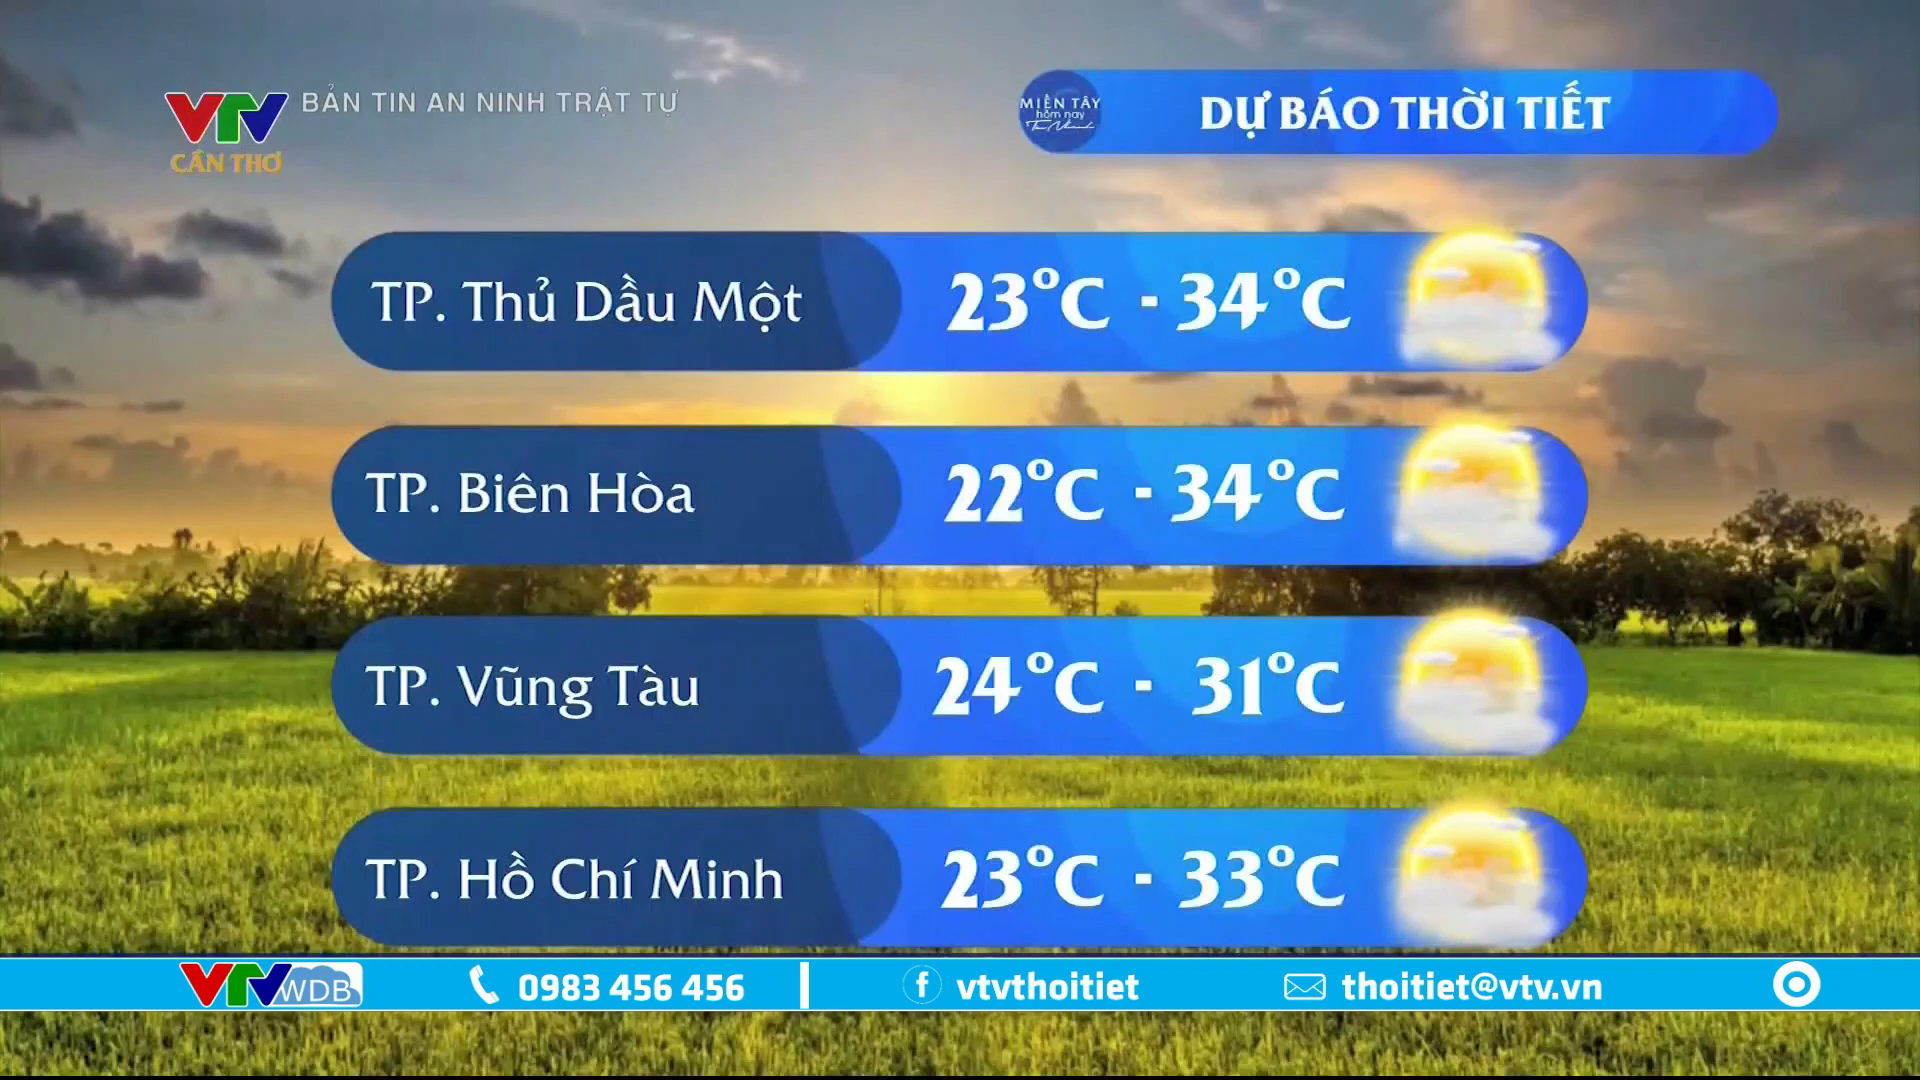 VTV BẢN TIN AN NINH TRẬT TỰ
CẦN THƠ
MIỀN TÂY
hôm nay
DỰ BÁO THỜI TIẾT
TP. Thủ Dầu Một 23°C - 34°C
TP. Biên Hòa 22°C - 34°C
TP. Vũng Tàu 24°C - 31°C
TP. Hồ Chí Minh 23°C - 33°C
VTV WDB 0983 456 456 vtvthoitiet thoitiet@vtv.vn